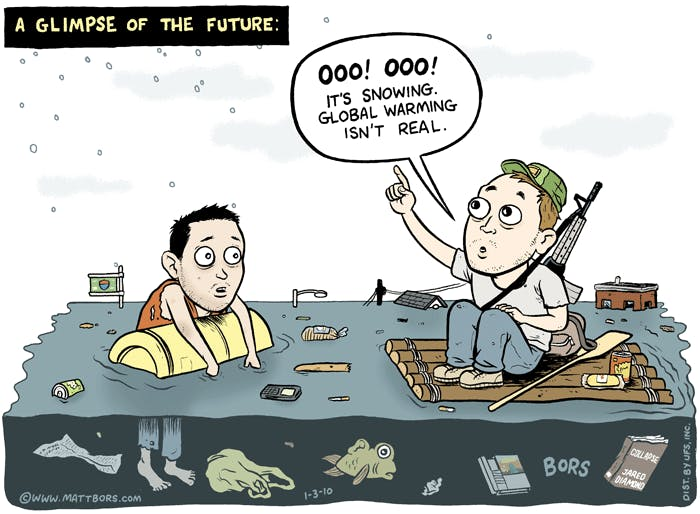 A GLIMPSE OF THE FUTURE:
OOO! OOO!
IT'S SNOWING.
GLOBAL WARMING
ISN'T REAL.
©WWW.MATTBORS.COM
1-3-10
BORS
COLLAPSE
JARED
DIAMOND
DIST. BY UFS, INC.